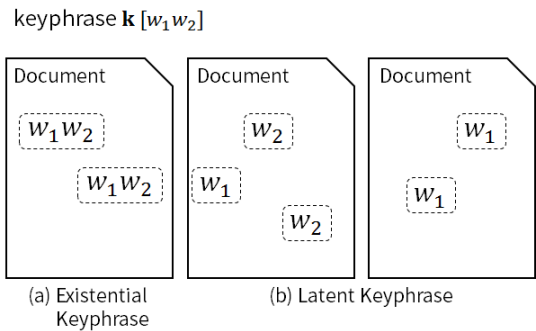 keyphrase k [w₁w₂]
Document
w₁w₂
w₁w₂
Document
w₂
w₁
w₂
Document
w₁
w₁
(a) Existential
Keyphrase
(b) Latent Keyphrase